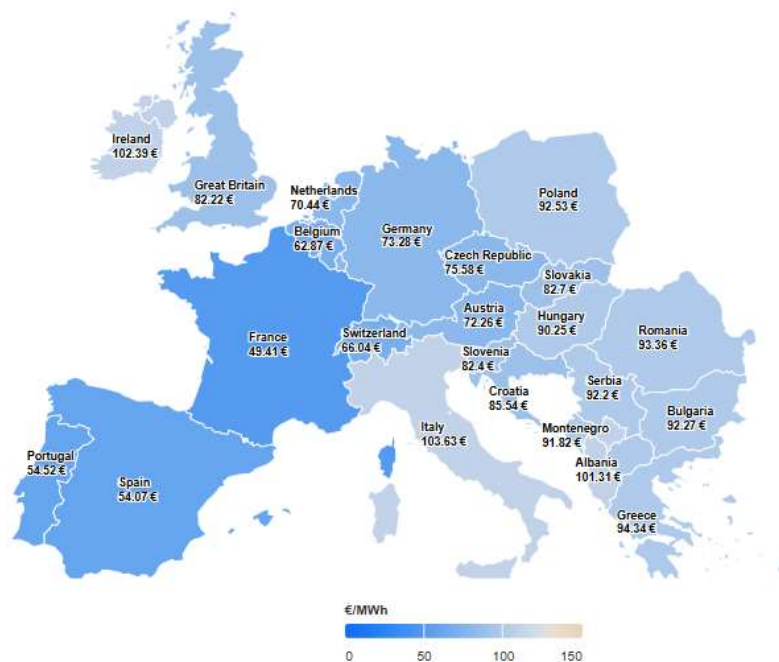 Ireland
102.39 €
Great Britain
82.22 €
Netherlands
70.44 €
Belgium
62.87 €
Germany
73.28 €
Poland
92.53 €
Czech Republic
75.58 €
Slovakia
82.7 €
Austria
72.26 €
Hungary
90.25 €
France
49.41 €
Switzerland
66.04 €
Slovenia
82.4 €
Romania
93.36 €
Croatia
85.54 €
Serbia
92.2 €
Italy
103.63 €
Montenegro
91.82 €
Bulgaria
92.27 €
Portugal
54.52 €
Spain
54.07 €
Albania
101.31 €
Greece
94.34 €
€/MWh
0 50 100 150